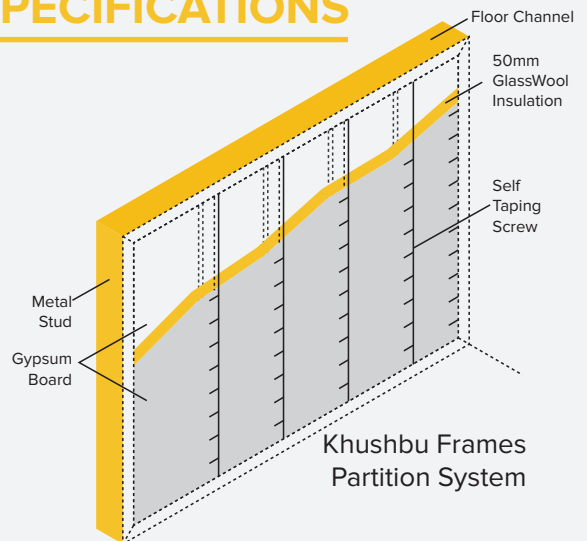 PECIFICATIONS
Floor Channel
50mm
GlassWool
Insulation
Self
Taping
Screw
Metal
Stud
Gypsum
Board
Khushbu Frames
Partition System